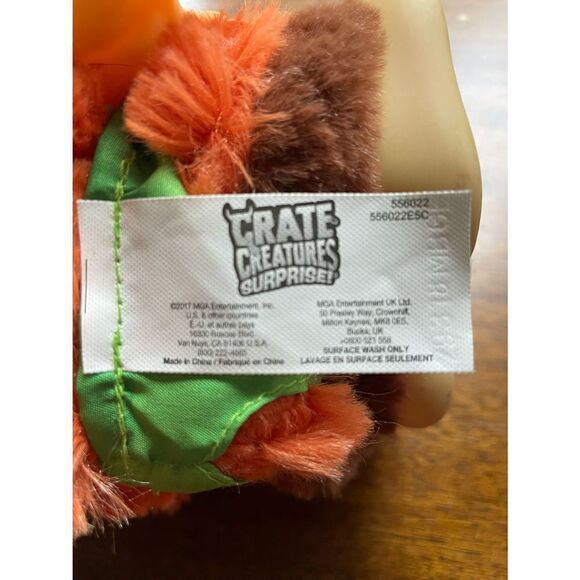 556022
556022E5C
CRATE
CREATURES
SURPRISE!
©2017 MGA Entertainment, Inc.
U.S. & other countries
É.-U. et autres pays
16300 Roscoe Blvd.
Van Nuys, CA 91406 U.S.A.
(800) 222-4685
Made in China / Fabriqué en Chine
MGA Entertainment UK Ltd.
50 Presley Way, Crownhill,
Milton Keynes, MK8 0ES,
Bucks, UK
+0800 521 558
SURFACE WASH ONLY
LAVAGE EN SURFACE SEULEMENT